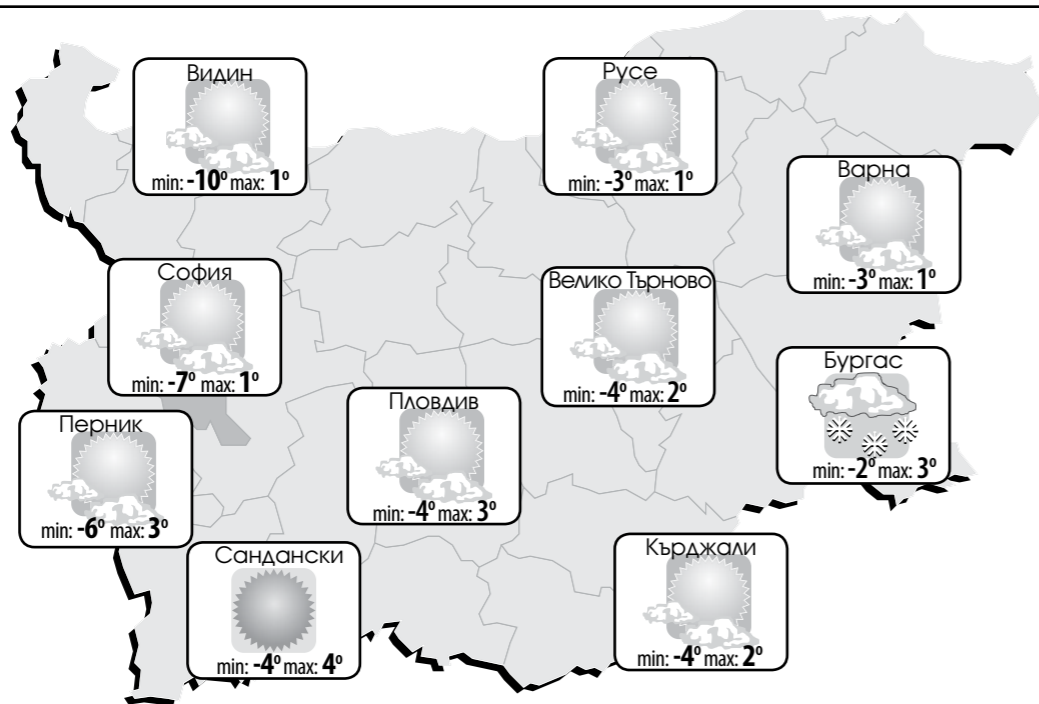 Видин
min: -10° max: 1°
Русе
min: -3° max: 1°
Варна
min: -3° max: 1°
София
min: -7° max: 1°
Велико Търново
min: -4° max: 2°
Бургас
min: -2° max: 3°
Пловдив
min: -4° max: 3°
Перник
min: -6° max: 3°
Сандански
min: -4° max: 4°
Кърджали
min: -4° max: 2°